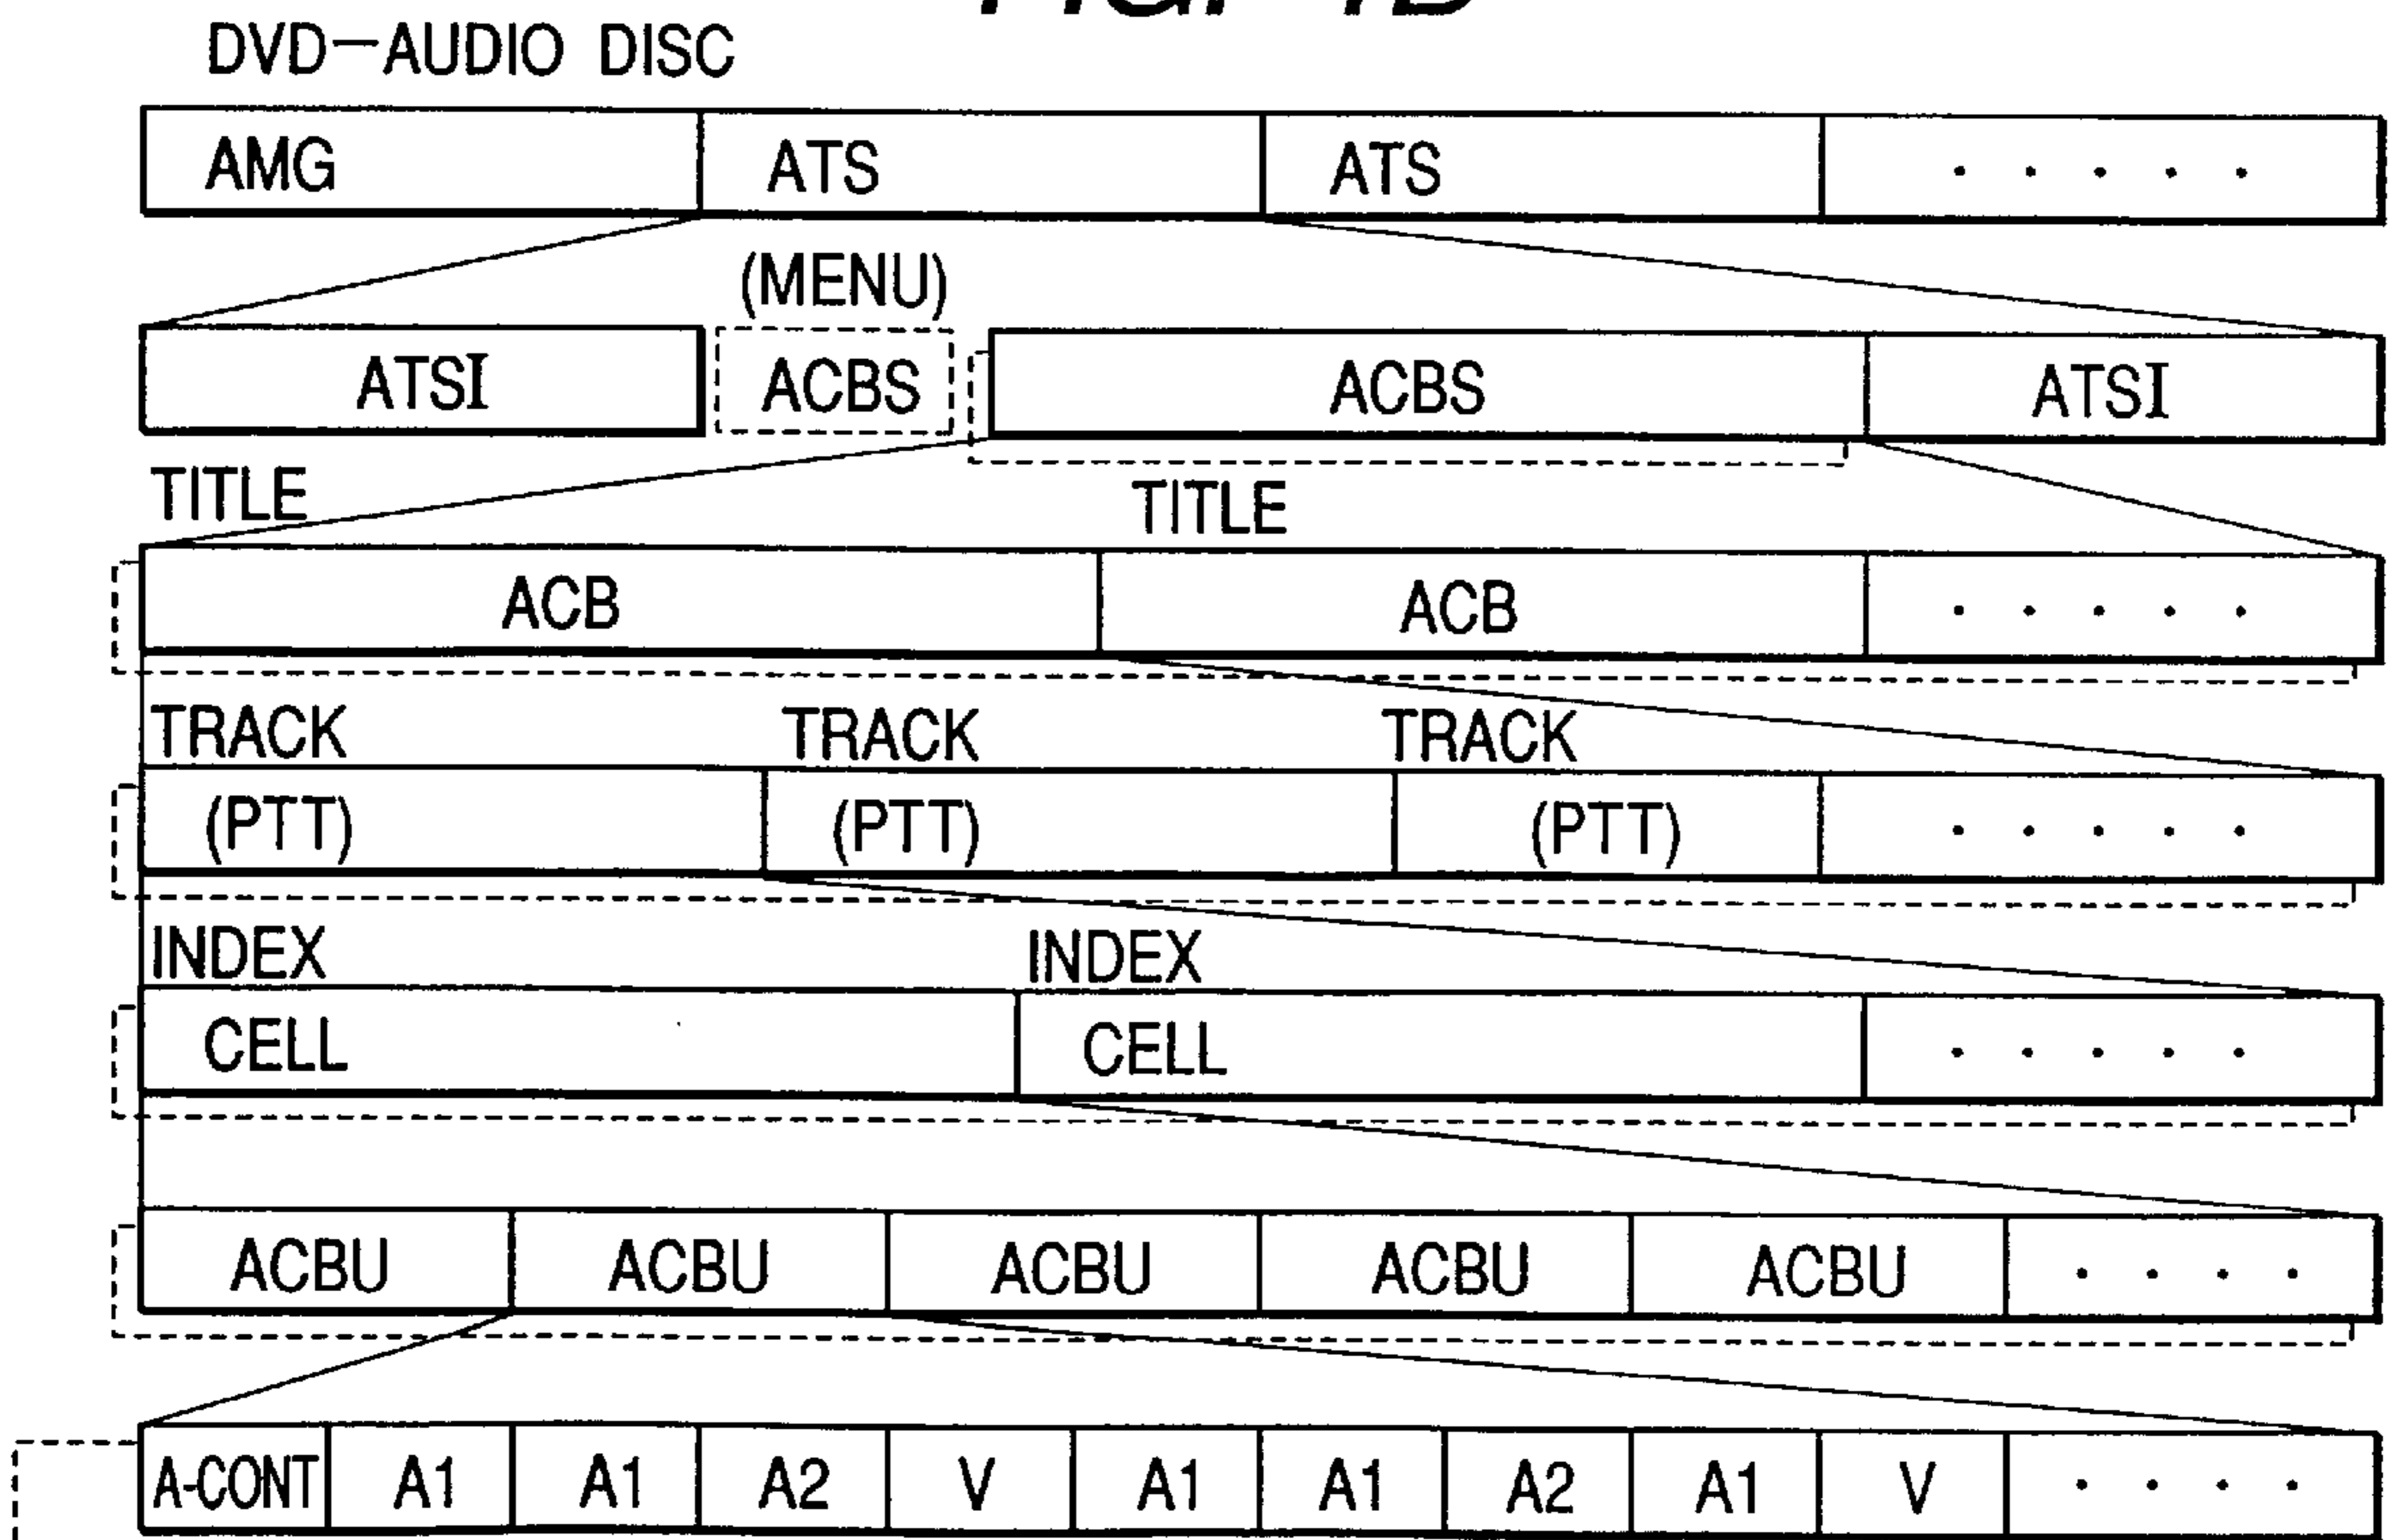 DVD—AUDIO DISC
AMG ATS ATS . . . . .
(MENU)
ATSI ACBS ACBS ATSI
TITLE TITLE
ACB ACB . . . . .
TRACK TRACK TRACK
(PTT) (PTT) (PTT) . . . . .
INDEX INDEX
CELL CELL . . . . .
ACBU ACBU ACBU ACBU ACBU . . . .
A-CONT A1 A1 A2 V A1 A1 A2 A1 V . . . .